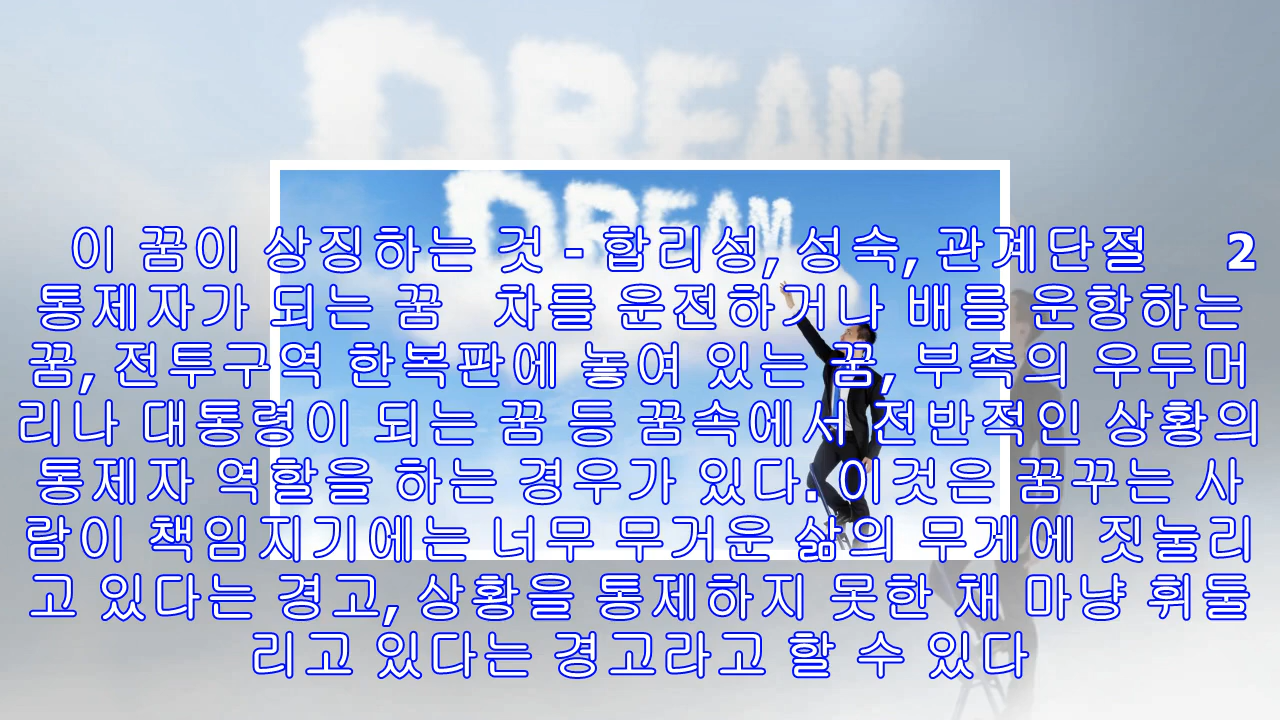 DREAM
DREAM
이 꿈이 상징하는 것 - 합리성, 성숙, 관계단절 2
통제자가 되는 꿈 차를 운전하거나 배를 운항하는
꿈, 전투구역 한복판에 놓여 있는 꿈, 부족의 우두머
리나 대통령이 되는 꿈 등 꿈속에서 전반적인 상황의
통제자 역할을 하는 경우가 있다. 이것은 꿈꾸는 사
람이 책임지기에는 너무 무거운 삶의 무게에 짓눌리
고 있다는 경고, 상황을 통제하지 못한 채 마냥 휘둘
리고 있다는 경고라고 할 수 있다